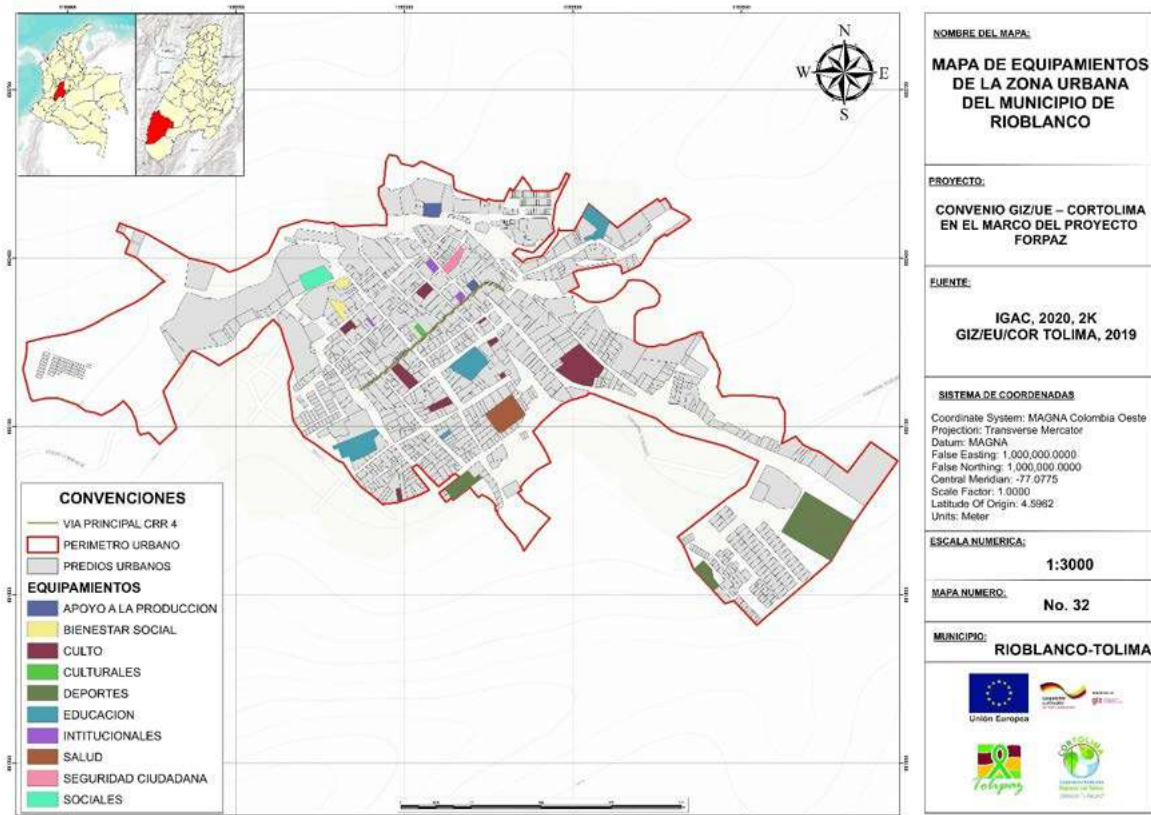 N
W
E
S
CONVENCIONES
VIA PRINCIPAL CRR 4
PERIMETRO URBANO
PREDIOS URBANOS
EQUIPAMIENTOS
APOYO A LA PRODUCCION
BIENESTAR SOCIAL
CULTO
CULTURALES
DEPORTES
EDUCACION
INTITUCIONALES
SALUD
SEGURIDAD CIUDADANA
SOCIALES
NOMBRE DEL MAPA:
MAPA DE EQUIPAMIENTOS
DE LA ZONA URBANA
DEL MUNICIPIO DE
RIOBLANCO
PROYECTO:
CONVENIO GIZ/UE – CORTOLIMA
EN EL MARCO DEL PROYECTO
FORPAZ
FUENTE:
IGAC, 2020, 2K
GIZ/EU/COR TOLIMA, 2019
SISTEMA DE COORDENADAS
Coordinate System: MAGNA Colombia Oeste
Projection: Transverse Mercator
Datum: MAGNA
False Easting: 1,000,000.0000
False Northing: 1,000,000.0000
Central Meridian: -77.0775
Scale Factor: 1.0000
Latitude Of Origin: 4.5962
Units: Meter
ESCALA NUMERICA:
1:3000
MAPA NUMERO:
No. 32
MUNICIPIO:
RIOBLANCO-TOLIMA
Unión Europea
giz
Tolipaz
CORTOLIMA